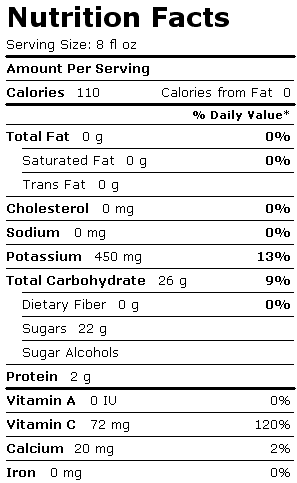 Nutrition Facts
Serving Size: 8 fl oz
Amount Per Serving
Calories 110 Calories from Fat 0
% Daily Value*
Total Fat 0 g 0%
Saturated Fat 0 g 0%
Trans Fat 0 g
Cholesterol 0 mg 0%
Sodium 0 mg 0%
Potassium 450 mg 13%
Total Carbohydrate 26 g 9%
Dietary Fiber 0 g 0%
Sugars 22 g
Sugar Alcohols
Protein 2 g
Vitamin A 0 IU 0%
Vitamin C 72 mg 120%
Calcium 20 mg 2%
Iron 0 mg 0%